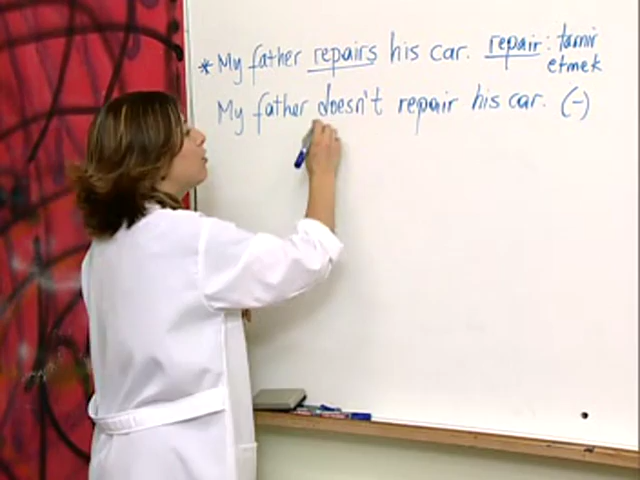 * My father repairs his car. repair: tamir etmek
My father doesn't repair his car. (-)